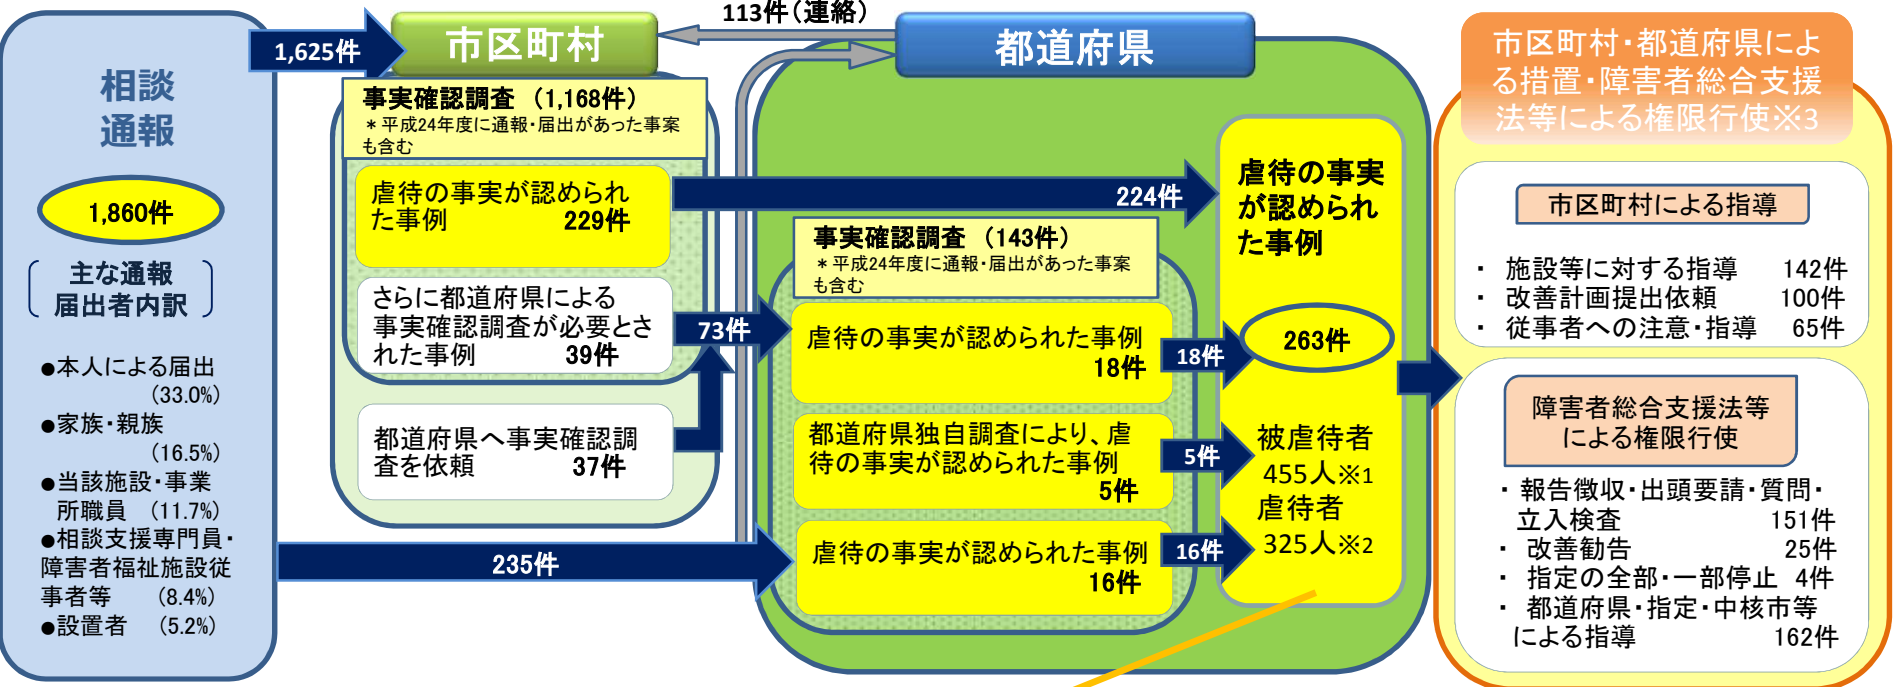 相談
通報
1,860件
主な通報
届出者内訳
●本人による届出
(33.0%)
●家族・親族
(16.5%)
●当該施設・事業
所職員 (11.7%)
●相談支援専門員・
障害者福祉施設従
事者等 (8.4%)
●設置者 (5.2%)
1,625件
235件
市区町村
113件(連絡)
事実確認調査 (1,168件)
＊平成24年度に通報・届出があった事案
も含む
虐待の事実が認められ
た事例 229件
さらに都道府県による
事実確認調査が必要とさ
れた事例 39件
都道府県へ事実確認調
査を依頼 37件
73件
都道府県
224件
事実確認調査 (143件)
＊平成24年度に通報・届出があった事案
も含む
虐待の事実が認められた事例
18件
都道府県独自調査により、虐
待の事実が認められた事例
5件
虐待の事実が認められた事例
16件
18件
5件
16件
虐待の事実
が認められ
た事例
263件
被虐待者
455人※1
虐待者
325人※2
市区町村・都道府県によ
る措置・障害者総合支援
法等による権限行使※3
市区町村による指導
・ 施設等に対する指導 142件
・ 改善計画提出依頼 100件
・ 従事者への注意・指導 65件
障害者総合支援法等
による権限行使
・ 報告徴収・出頭要請・質問・
立入検査 151件
・ 改善勧告 25件
・ 指定の全部・一部停止 4件
・ 都道府県・指定・中核市等
による指導 162件